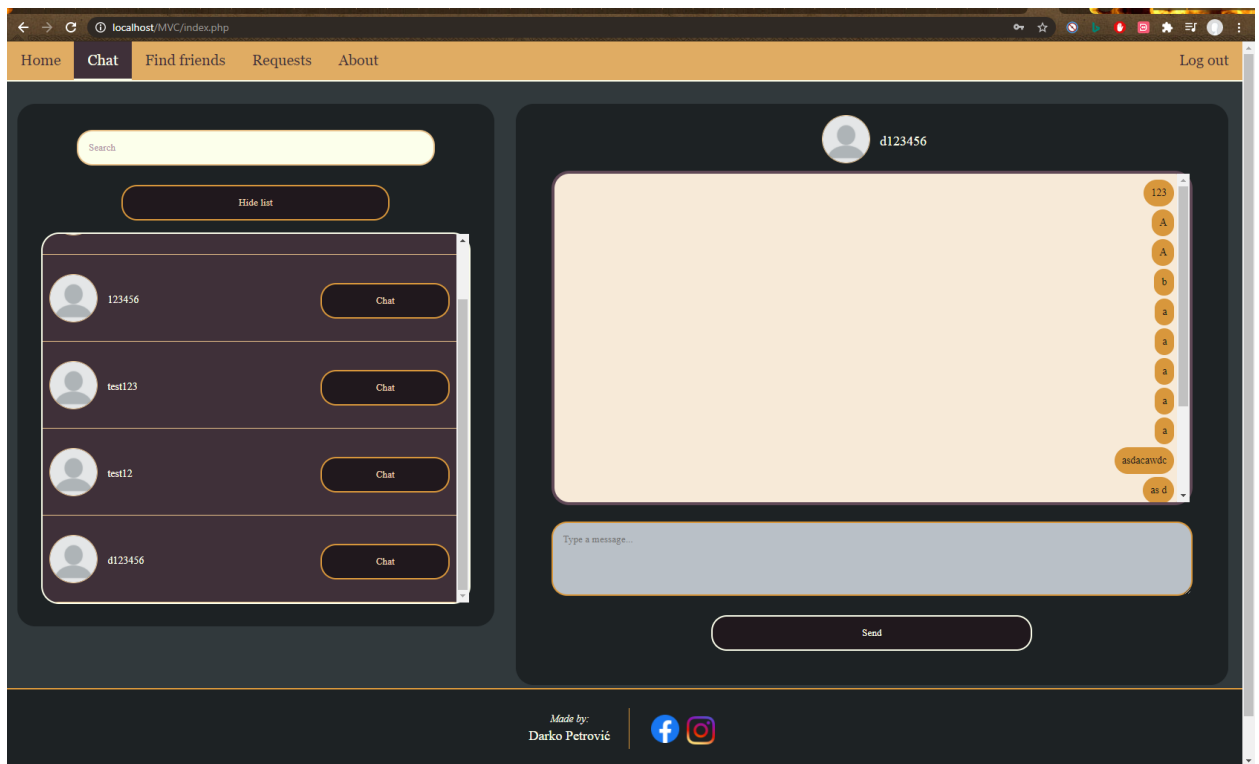 localhost/MVC/index.php
Home Chat Find friends Requests About Log out
Search
Hide list
123456 Chat
test123 Chat
test12 Chat
d123456 Chat
d123456
123
A
A
b
a
a
a
a
a
asdacawdc
as d
Type a message...
Send
Made by:
Darko Petrović